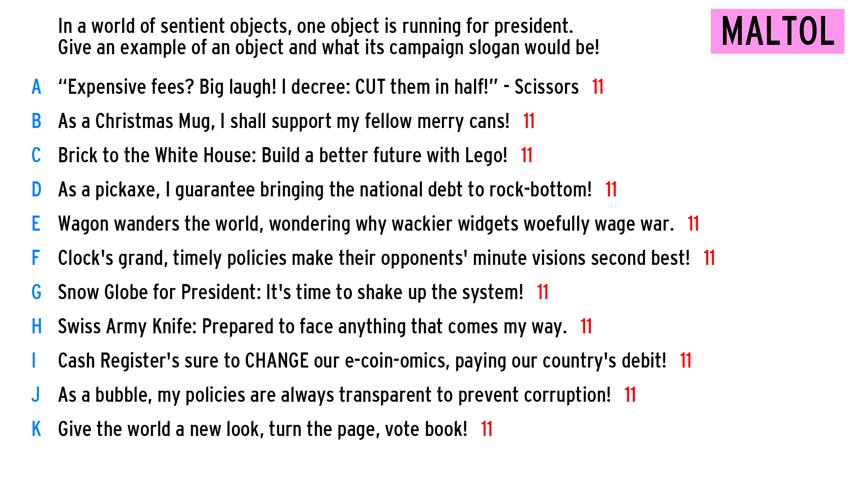 In a world of sentient objects, one object is running for president.
Give an example of an object and what its campaign slogan would be!
MALTOL
A “Expensive fees? Big laugh! I decree: CUT them in half!” - Scissors 11
B As a Christmas Mug, I shall support my fellow merry cans! 11
C Brick to the White House: Build a better future with Lego! 11
D As a pickaxe, I guarantee bringing the national debt to rock-bottom! 11
E Wagon wanders the world, wondering why wackier widgets woefully wage war. 11
F Clock's grand, timely policies make their opponents' minute visions second best! 11
G Snow Globe for President: It's time to shake up the system! 11
H Swiss Army Knife: Prepared to face anything that comes my way. 11
I Cash Register's sure to CHANGE our e-coin-omics, paying our country's debit! 11
J As a bubble, my policies are always transparent to prevent corruption! 11
K Give the world a new look, turn the page, vote book! 11